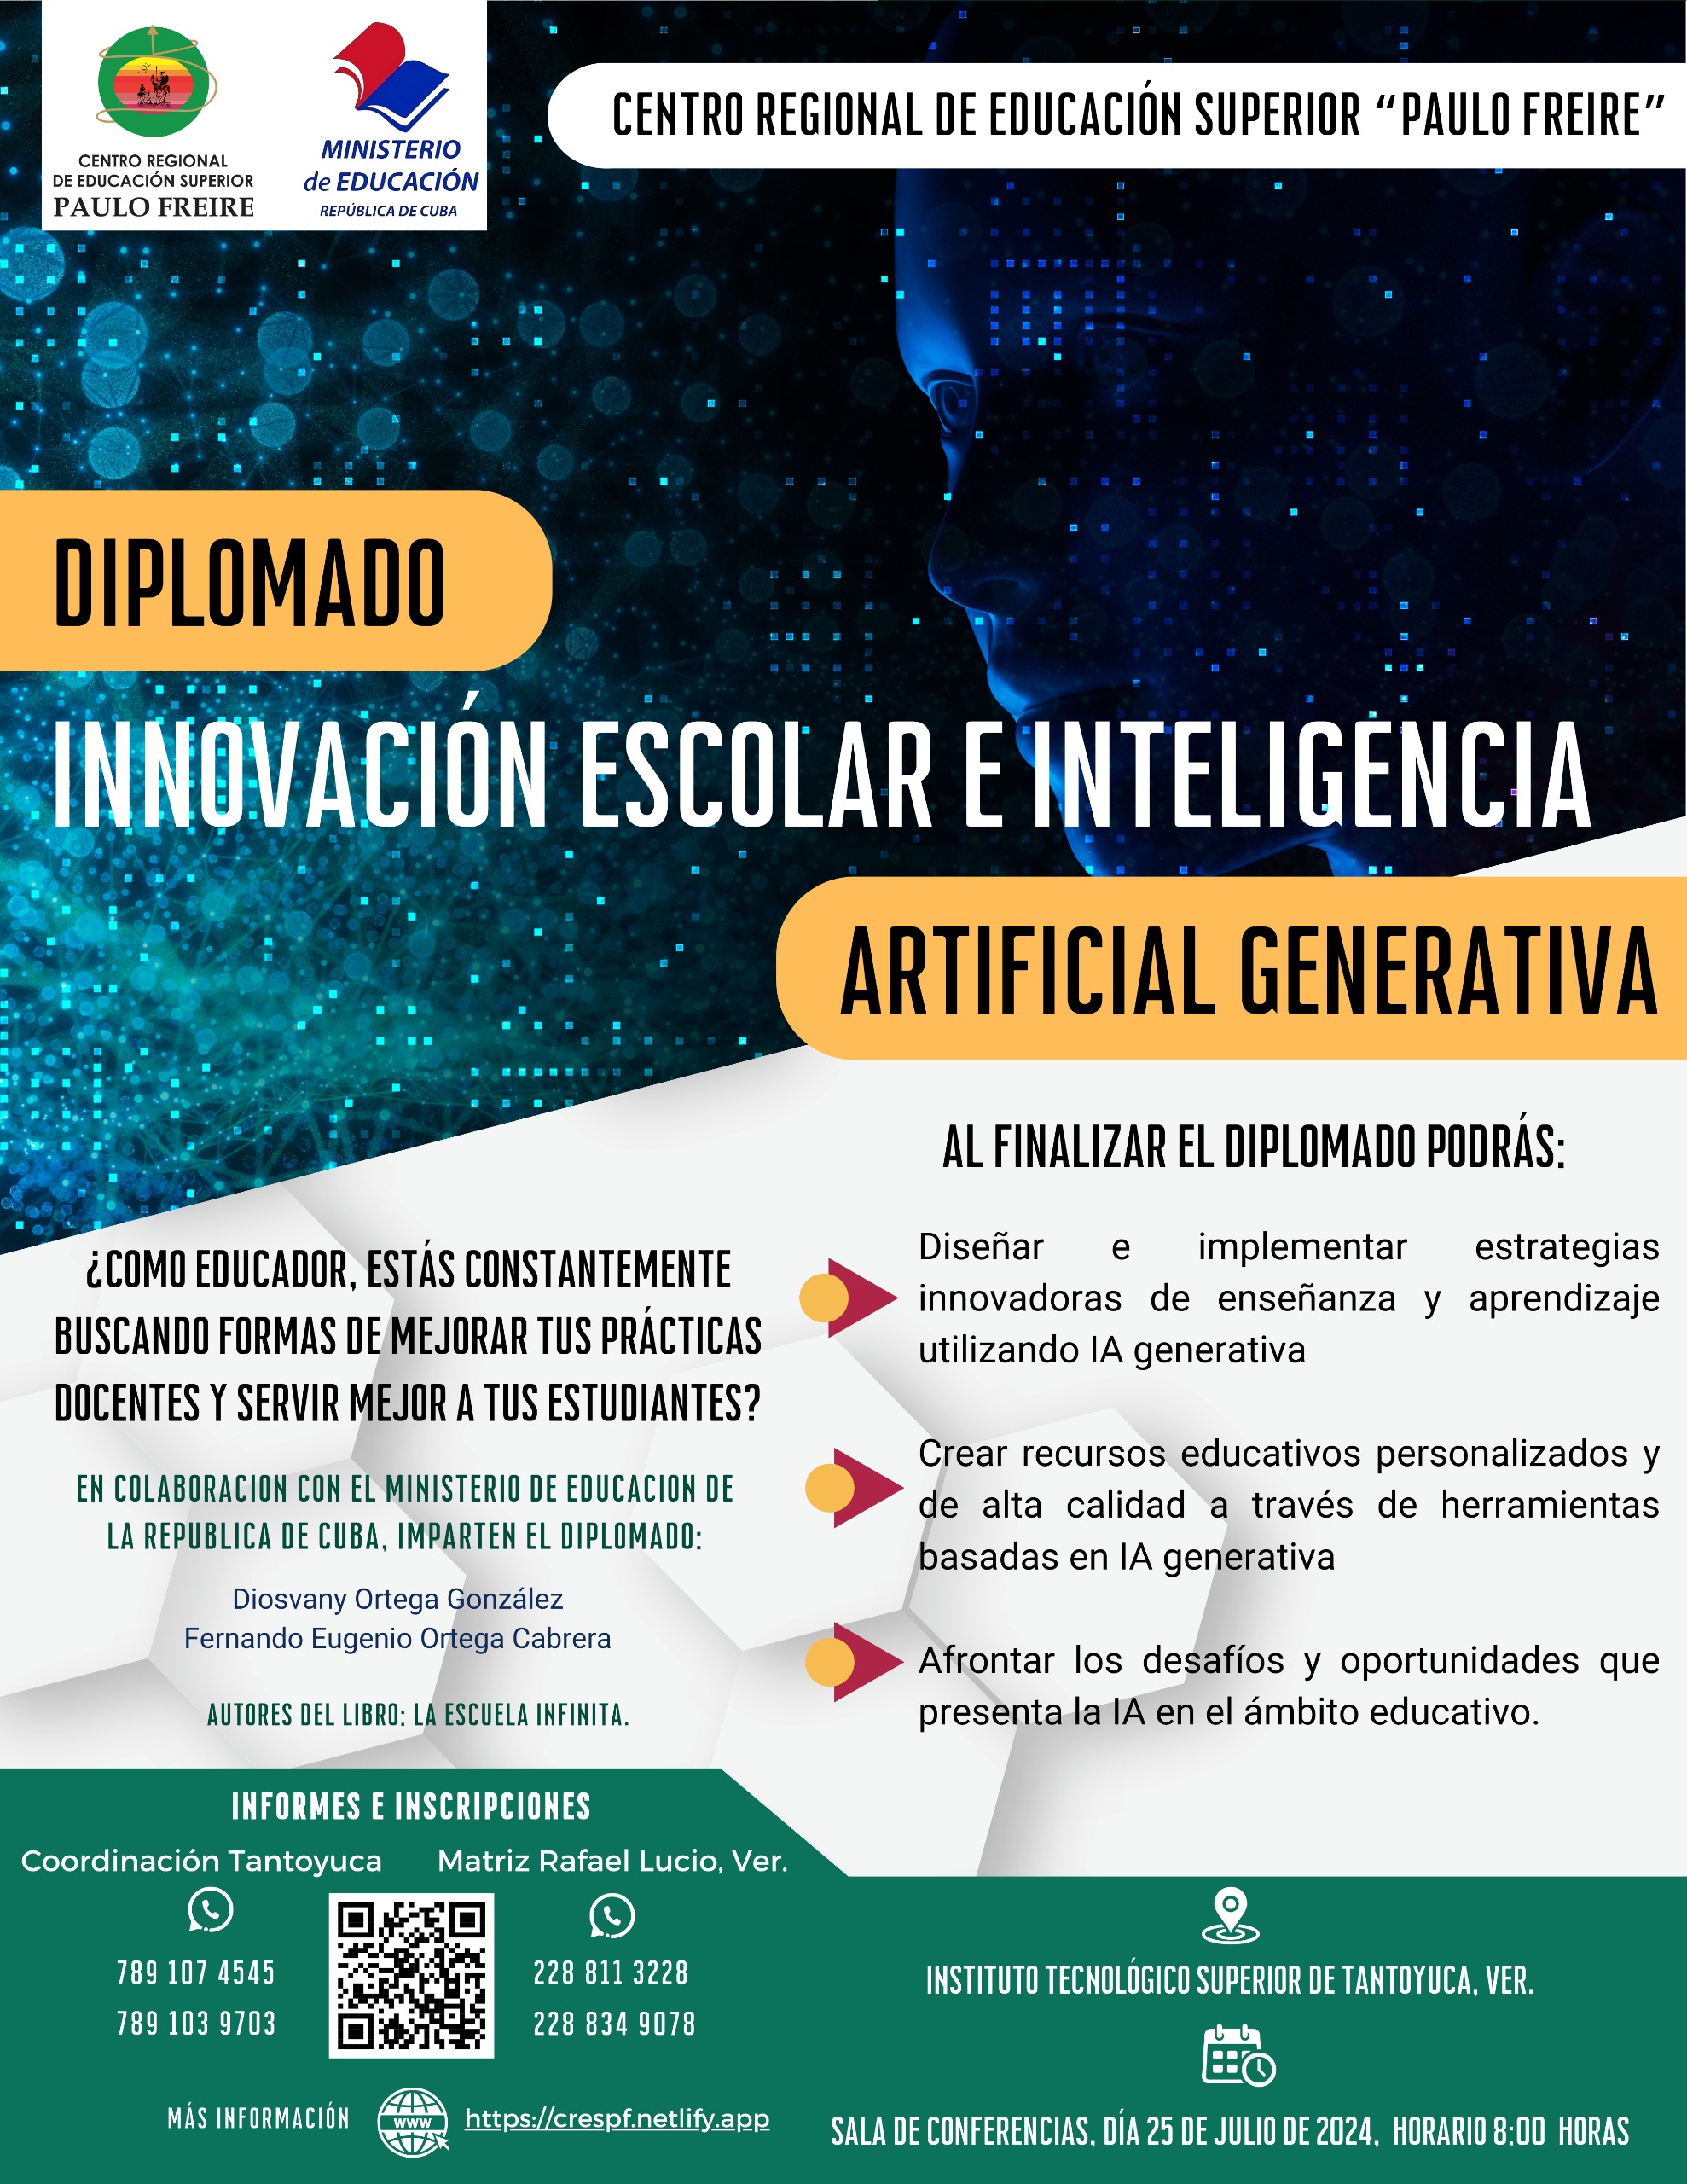 CENTRO REGIONAL
DE EDUCACIÓN SUPERIOR
PAULO FREIRE
MINISTERIO
de EDUCACIÓN
REPÚBLICA DE CUBA
CENTRO REGIONAL DE EDUCACIÓN SUPERIOR “PAULO FREIRE”
DIPLOMADO
INNOVACIÓN ESCOLAR E INTELIGENCIA
ARTIFICIAL GENERATIVA
¿COMO EDUCADOR, ESTÁS CONSTANTEMENTE
BUSCANDO FORMAS DE MEJORAR TUS PRÁCTICAS
DOCENTES Y SERVIR MEJOR A TUS ESTUDIANTES?
EN COLABORACION CON EL MINISTERIO DE EDUCACION DE
LA REPUBLICA DE CUBA, IMPARTEN EL DIPLOMADO:
Diosvany Ortega González
Fernando Eugenio Ortega Cabrera
AUTORES DEL LIBRO: LA ESCUELA INFINITA.
AL FINALIZAR EL DIPLOMADO PODRÁS:
Diseñar e implementar estrategias
innovadoras de enseñanza y aprendizaje
utilizando IA generativa
Crear recursos educativos personalizados y
de alta calidad a través de herramientas
basadas en IA generativa
Afrontar los desafíos y oportunidades que
presenta la IA en el ámbito educativo.
INFORMES E INSCRIPCIONES
Coordinación Tantoyuca
789 107 4545
789 103 9703
Matriz Rafael Lucio, Ver.
228 811 3228
228 834 9078
MÁS INFORMACIÓN
www
https://crespf.netlify.app
INSTITUTO TECNOLÓGICO SUPERIOR DE TANTOYUCA, VER.
SALA DE CONFERENCIAS, DÍA 25 DE JULIO DE 2024, HORARIO 8:00 HORAS